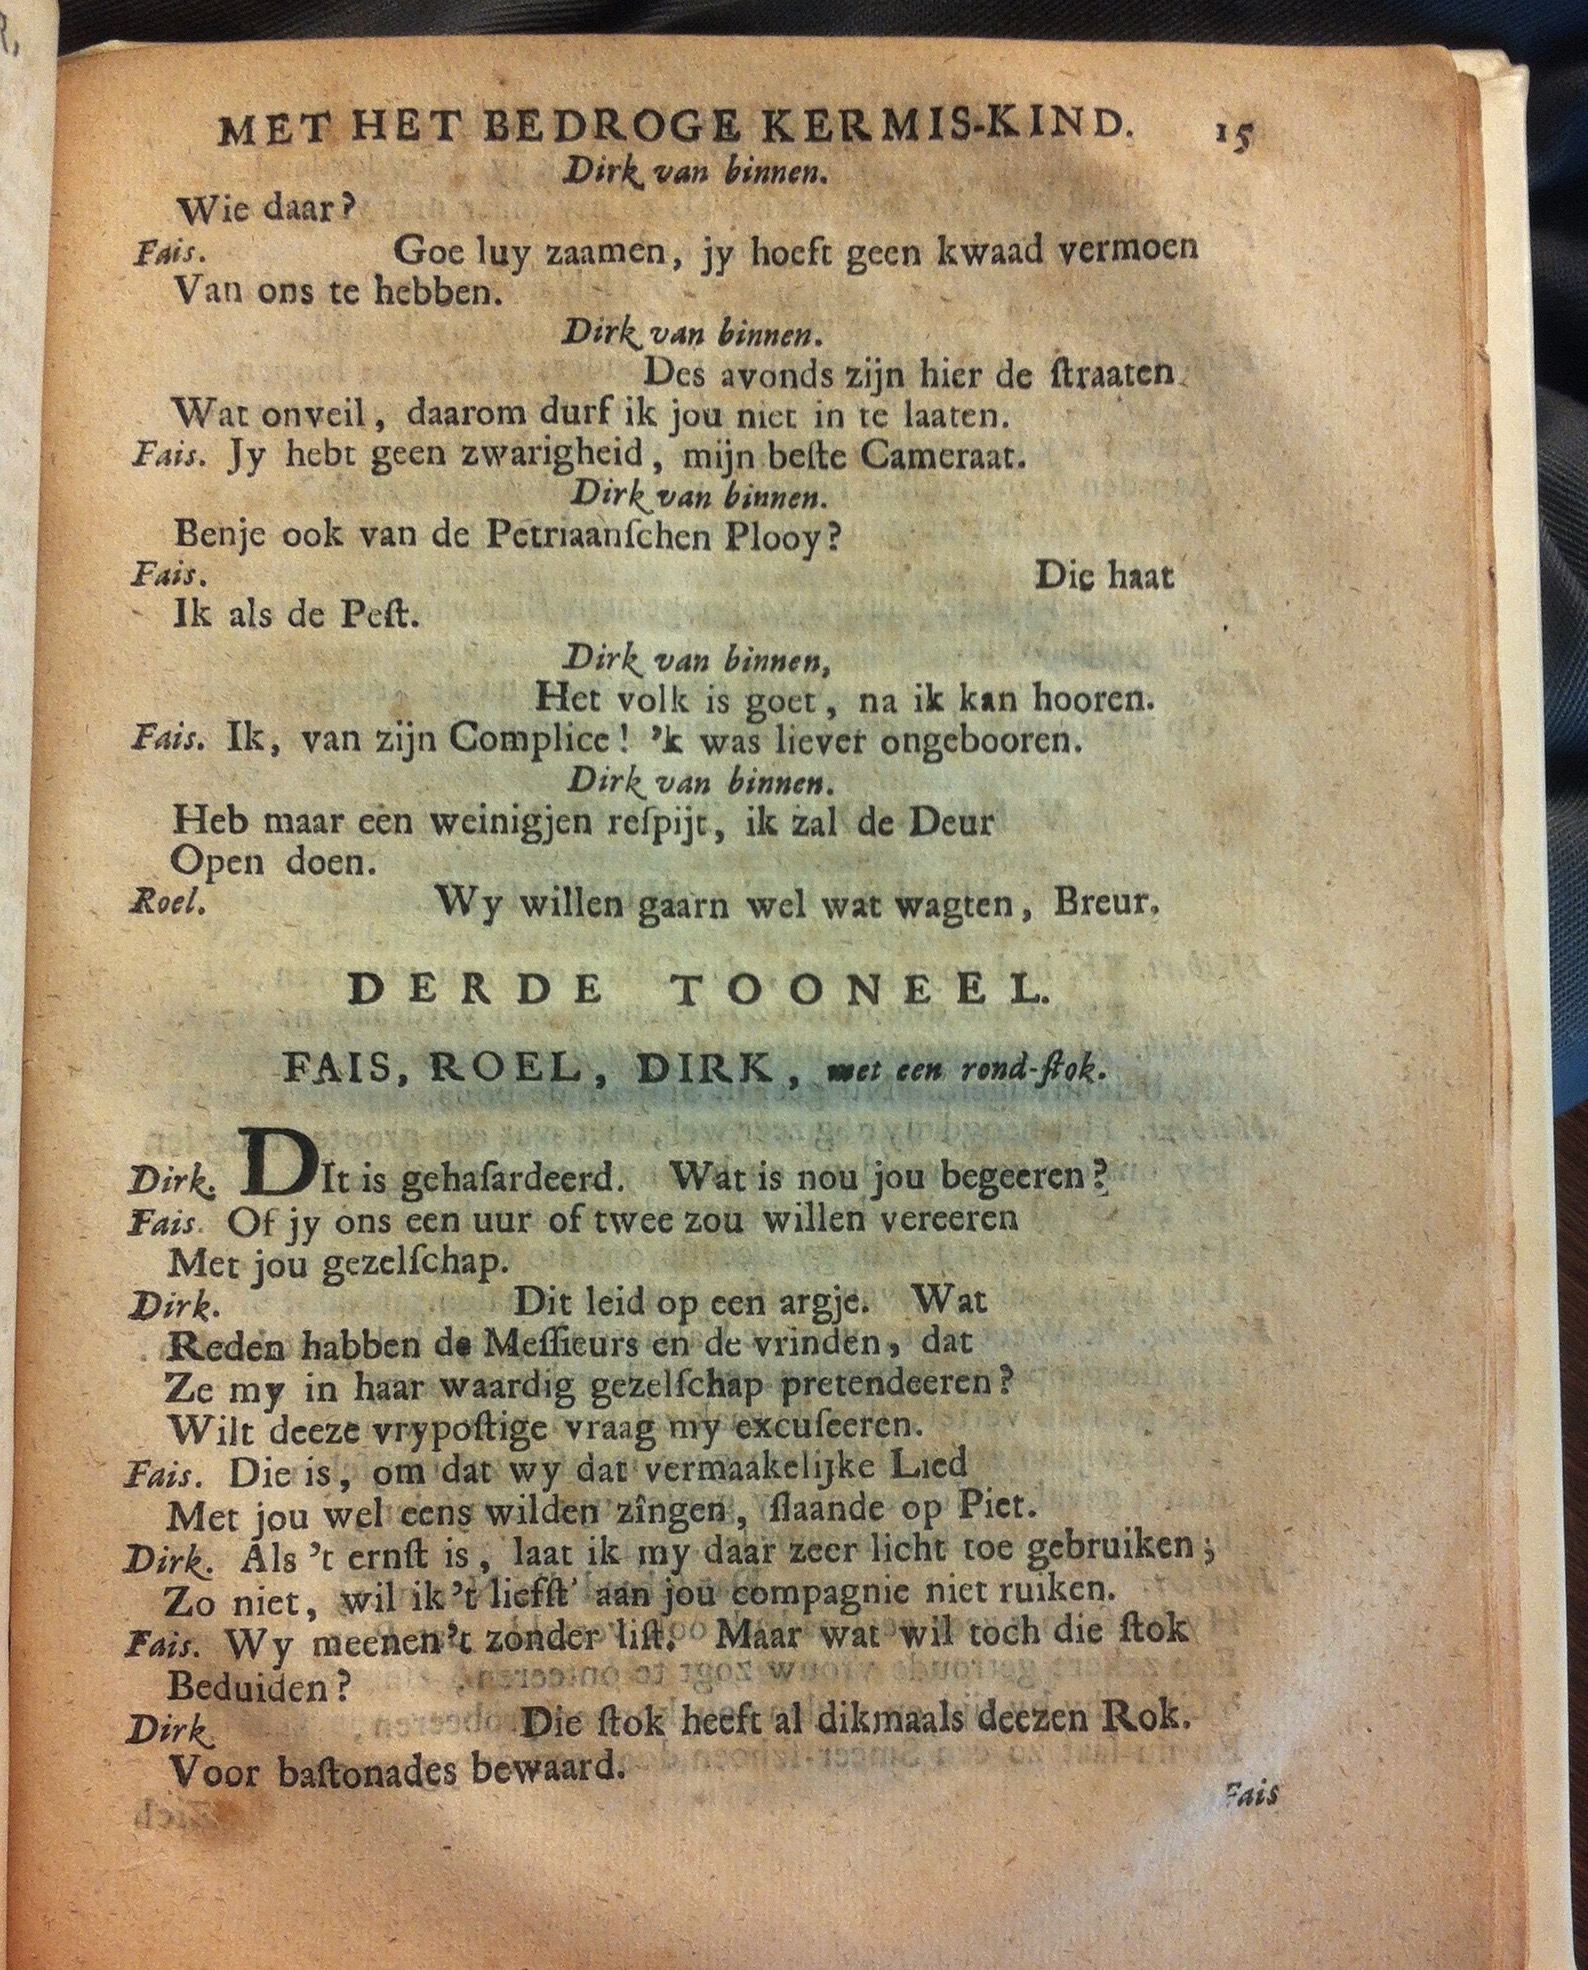 MET HET BEDROGE KERMIS-KIND. 15
Dirk van binnen.
Wie daar?
Fais. Goe luy zaamen, jy hoeft geen kwaad vermoen
Van ons te hebben.
Dirk van binnen.
Des avonds zijn hier de ſtraaten
Wat onveil, daarom durf ik jou niet in te laaten.
Fais. Jy hebt geen zwarigheid, mijn beſte Cameraat.
Dirk van binnen.
Benje ook van de Petriaanſchen Plooy?
Fais. Die haat
Ik als de Peſt.
Dirk van binnen,
Het volk is goet, na ik kan hooren.
Fais. Ik, van zijn Complice! 'k was liever ongebooren.
Dirk van binnen.
Heb maar een weinigjen reſpijt, ik zal de Deur
Open doen.
Roel. Wy willen gaarn wel wat wagten, Breur.
DERDE TOONEEL.
FAIS, ROEL, DIRK, met een rond-ſtok.
Dirk. DIt is gehaſardeerd. Wat is nou jou begeeren?
Fais. Of jy ons een uur of twee zou willen vereeren
Met jou gezelſchap.
Dirk. Dit leid op een argje. Wat
Reden habben de Meſſieurs en de vrinden, dat
Ze my in haar waardig gezelſchap pretendeeren?
Wilt deeze vrypoſtige vraag my excuſeeren.
Fais. Die is, om dat wy dat vermaakelijke Lied
Met jou wel eens wilden zîngen, ſlaande op Piet.
Dirk. Als 't ernſt is, laat ik my daar zeer licht toe gebruiken;
Zo niet, wil ik 't liefſt aan jou compagnie niet ruiken.
Fais. Wy meenen 't zonder liſt. Maar wat wil toch die ſtok
Beduiden?
Dirk. Die ſtok heeft al dikmaals deezen Rok.
Voor baſtonades bewaard.
Fais